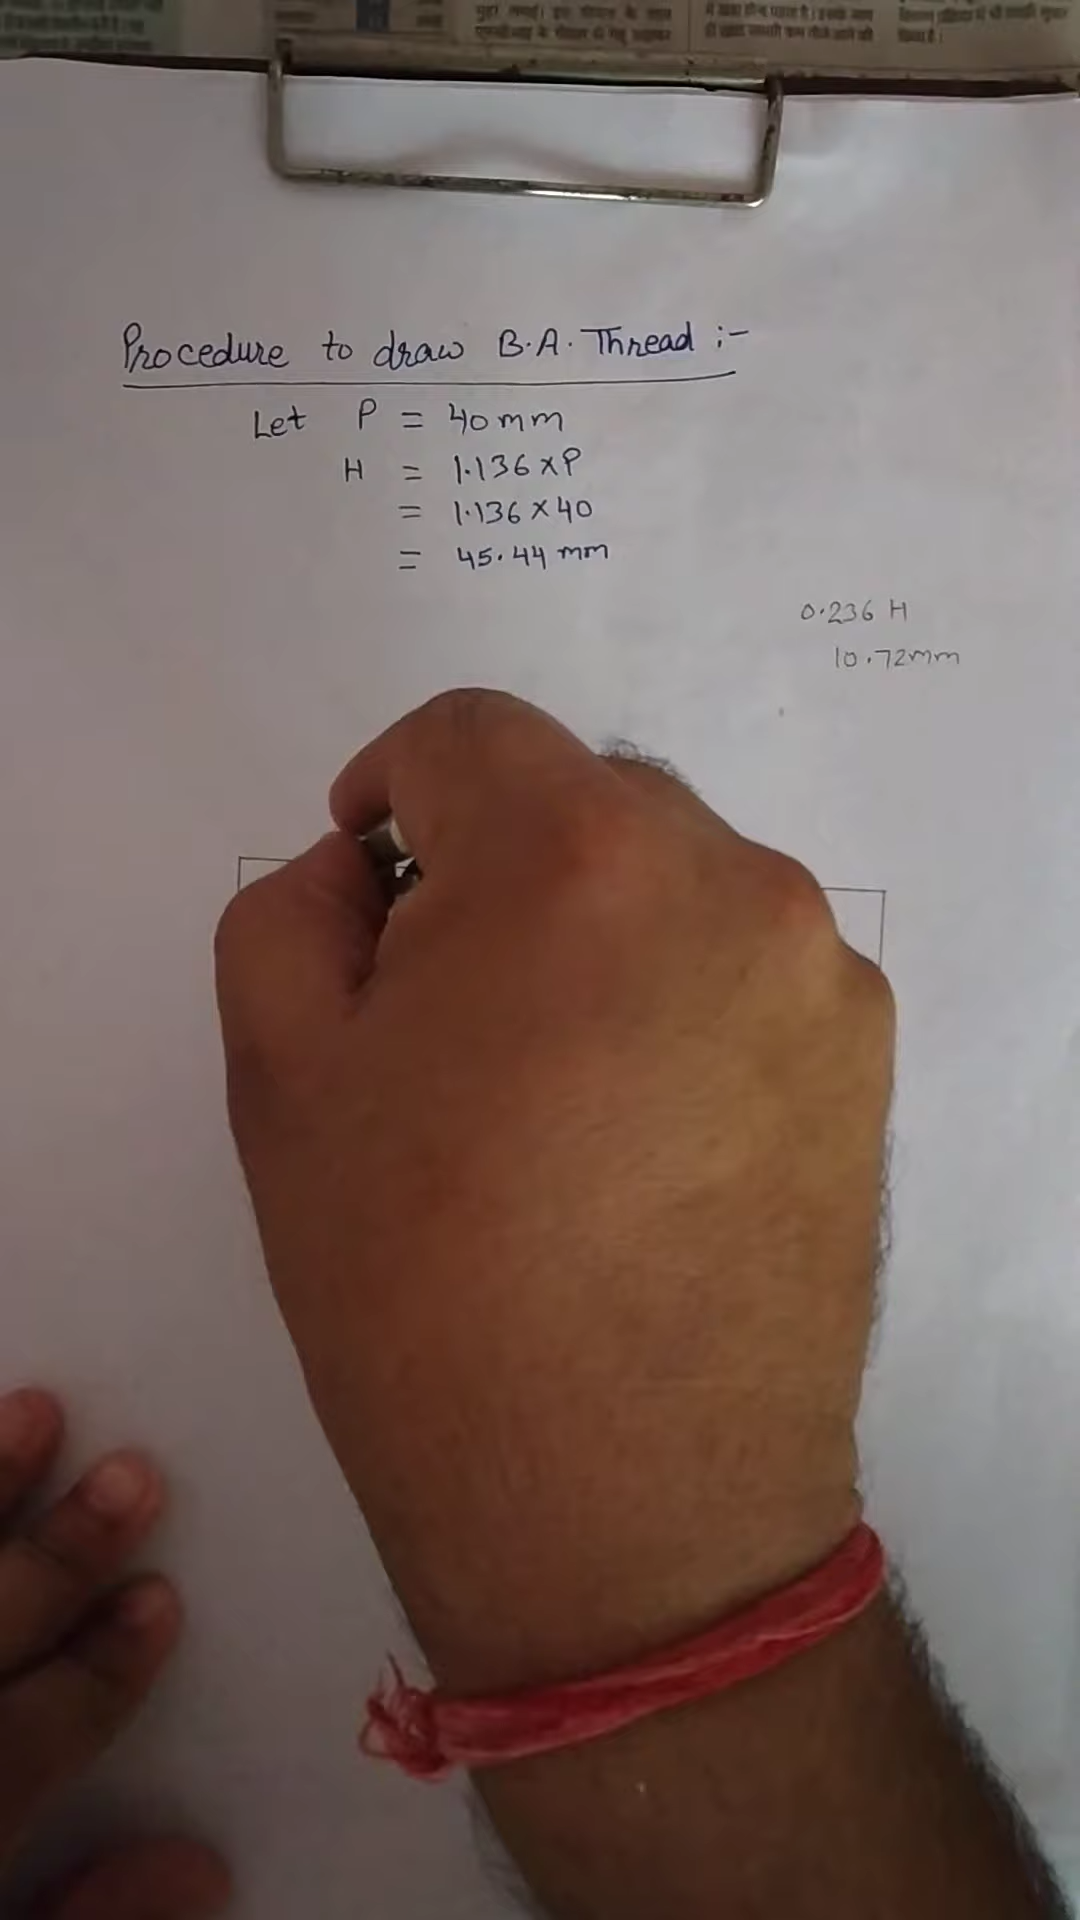 Procedure to draw B.A. Thread :-
Let P = 40mm
H = 1.136 x P
= 1.136 x 40
= 45.44 mm
0.236 H
10.72mm